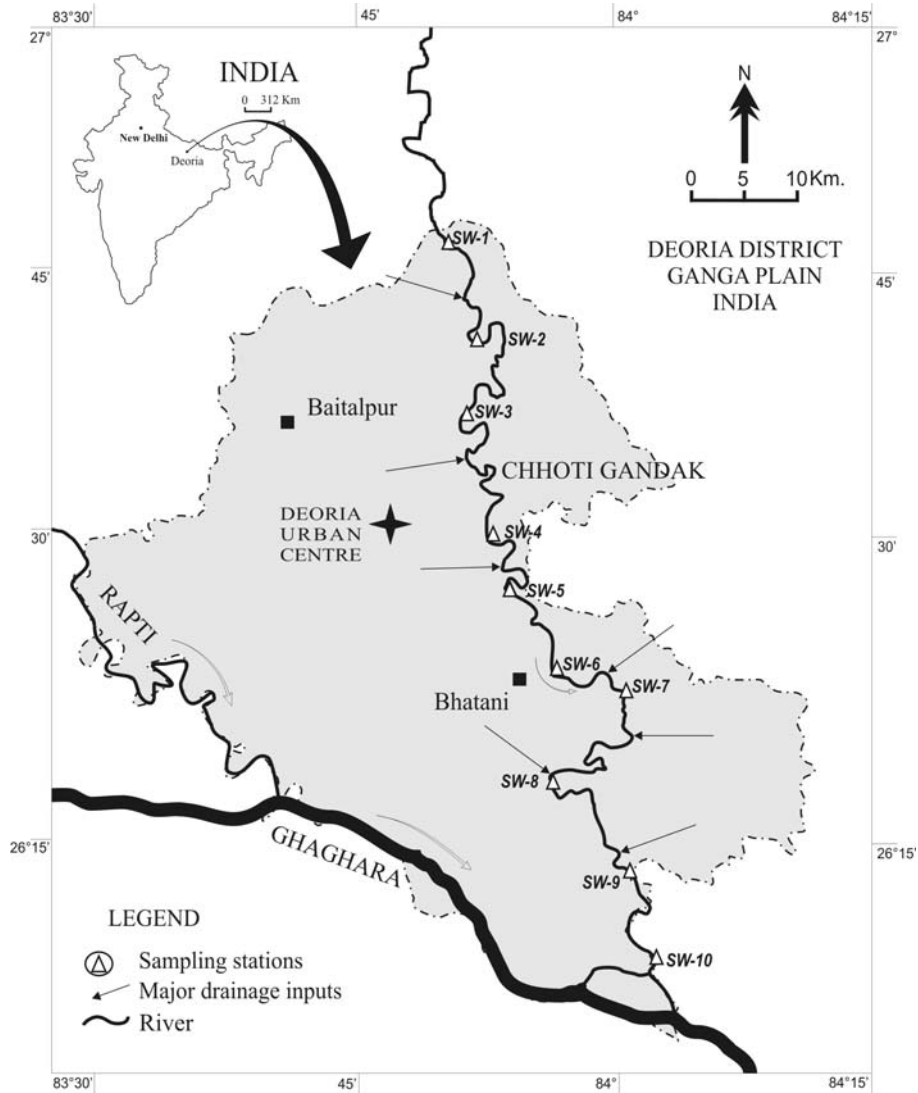 83°30'
45'
84°
84°15'
27°
27°
INDIA
0 312 Km
New Delhi
Deoria
N
0 5 10 Km.
DEORIA DISTRICT
GANGA PLAIN
INDIA
SW-1
45'
45'
SW-2
Baitalpur
SW-3
CHHOTI GANDAK
DEORIA
URBAN
CENTRE
SW-4
30'
30'
SW-5
RAPTI
SW-6
SW-7
Bhatani
SW-8
26°15'
26°15'
GHAGHARA
SW-9
LEGEND
Sampling stations
SW-10
Major drainage inputs
River
83°30'
45'
84°
84°15'